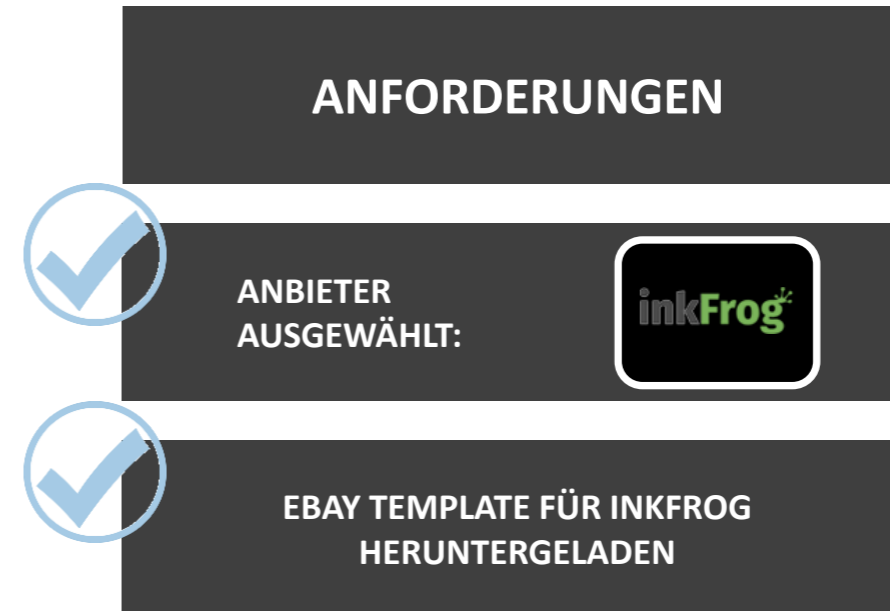 ANFORDERUNGEN
ANBIETER
AUSGEWÄHLT:
inkFrog
EBAY TEMPLATE FÜR INKFROG
HERUNTERGELADEN